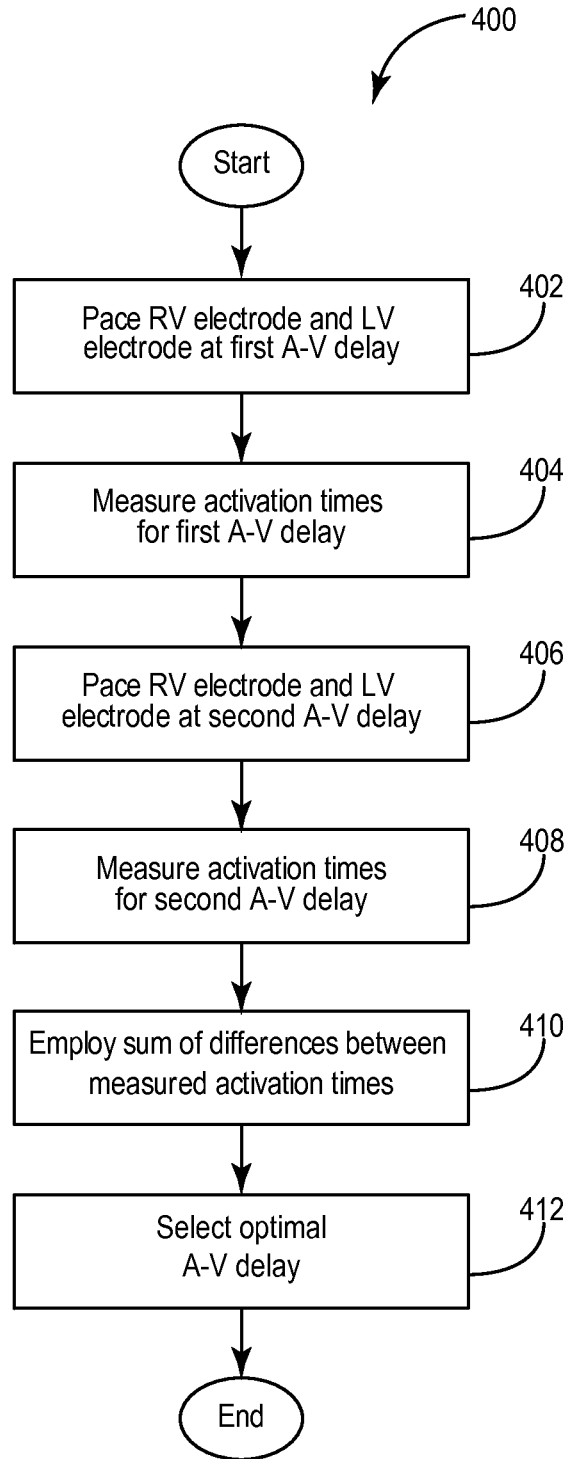 400
Start
402
Pace RV electrode and LV
electrode at first A-V delay
404
Measure activation times
for first A-V delay
406
Pace RV electrode and LV
electrode at second A-V delay
408
Measure activation times
for second A-V delay
410
Employ sum of differences between
measured activation times
412
Select optimal
A-V delay
End